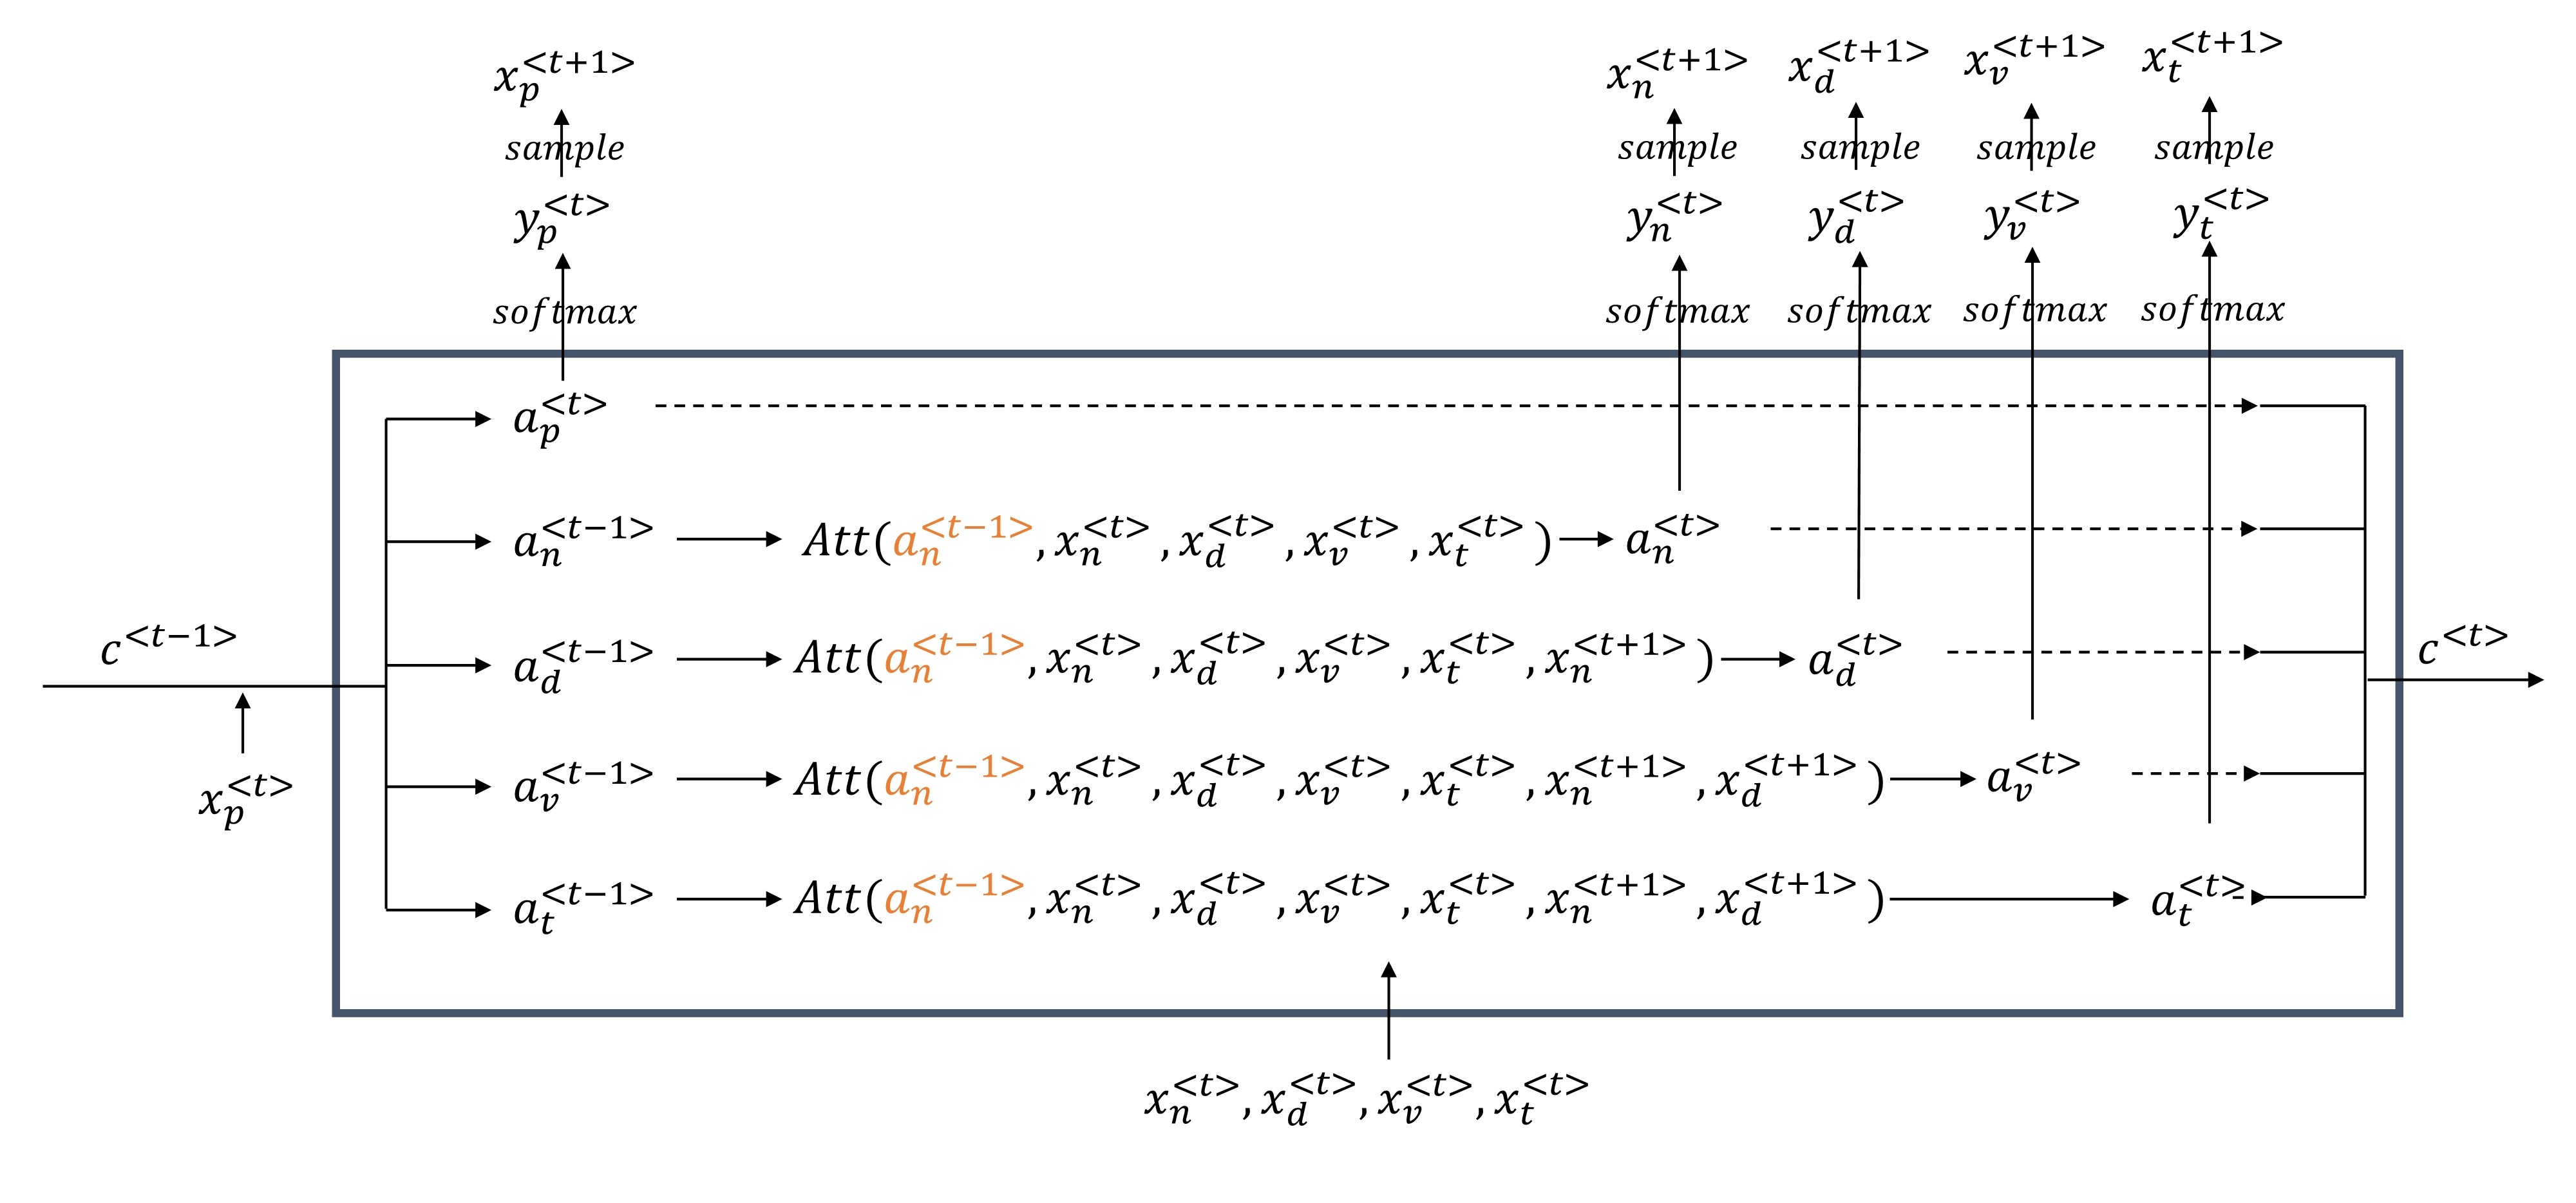 x_p^{<t+1>} x_n^{<t+1>} x_d^{<t+1>} x_v^{<t+1>} x_t^{<t+1>}
sample sample sample sample sample
y_p^{<t>} y_n^{<t>} y_d^{<t>} y_v^{<t>} y_t^{<t>}
softmax softmax softmax softmax softmax
a_p^{<t>}
a_n^{<t-1>} Att(a_n^{<t-1>}, x_n^{<t>}, x_d^{<t>}, x_v^{<t>}, x_t^{<t>}) a_n^{<t>}
c^{<t-1>} c^{<t>}
a_d^{<t-1>} Att(a_n^{<t-1>}, x_n^{<t>}, x_d^{<t>}, x_v^{<t>}, x_t^{<t>}, x_n^{<t+1>}) a_d^{<t>}
x_p^{<t>}
a_v^{<t-1>} Att(a_n^{<t-1>}, x_n^{<t>}, x_d^{<t>}, x_v^{<t>}, x_t^{<t>}, x_n^{<t+1>}, x_d^{<t+1>}) a_v^{<t>}
a_t^{<t-1>} Att(a_n^{<t-1>}, x_n^{<t>}, x_d^{<t>}, x_v^{<t>}, x_t^{<t>}, x_n^{<t+1>}, x_d^{<t+1>}) a_t^{<t>}
x_n^{<t>}, x_d^{<t>}, x_v^{<t>}, x_t^{<t>}